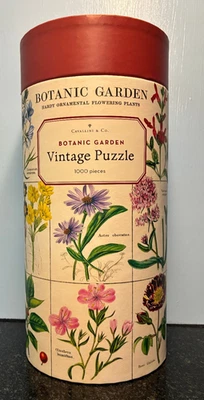 BOTANIC GARDEN
HARDY ORNAMENTAL FLOWERING PLANTS
CAVALLINI & CO.
BOTANIC GARDEN
Vintage Puzzle
1000 pieces